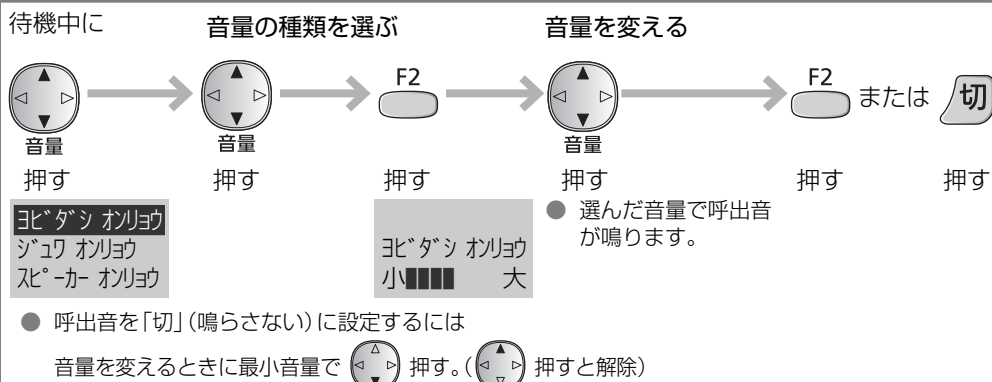 待機中に 音量の種類を選ぶ 音量を変える
F2 F2 または 切
音量 音量 音量
押す 押す 押す 押す 押す 押す
ヨビダシ オンリョウ
ジュワ オンリョウ
スピーカー オンリョウ
ヨビダシ オンリョウ
小 大
● 選んだ音量で呼出音
が鳴ります。
● 呼出音を「切」(鳴らさない)に設定するには
音量を変えるときに最小音量で 押す。( 押すと解除)